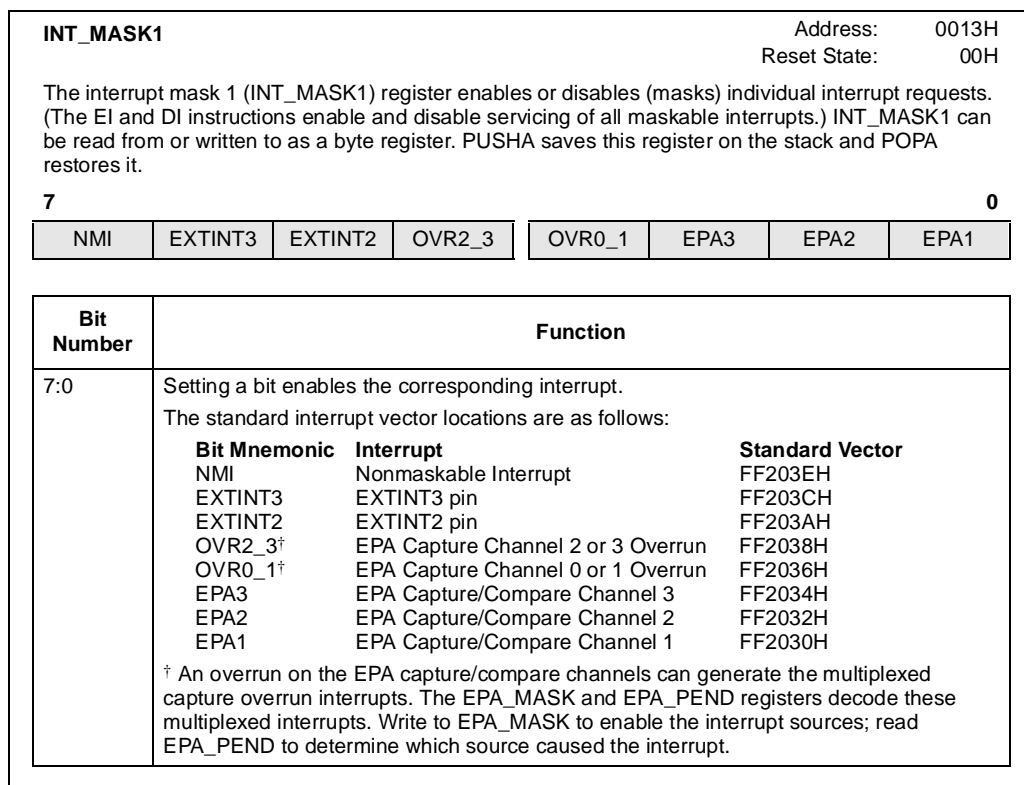 INT_MASK1 Address: 0013H
Reset State: 00H
The interrupt mask 1 (INT_MASK1) register enables or disables (masks) individual interrupt requests.
(The EI and DI instructions enable and disable servicing of all maskable interrupts.) INT_MASK1 can
be read from or written to as a byte register. PUSHA saves this register on the stack and POPA
restores it.
7 0
NMI EXTINT3 EXTINT2 OVR2_3 OVR0_1 EPA3 EPA2 EPA1
Bit
Number Function
7:0 Setting a bit enables the corresponding interrupt.
The standard interrupt vector locations are as follows:
Bit Mnemonic Interrupt Standard Vector
NMI Nonmaskable Interrupt FF203EH
EXTINT3 EXTINT3 pin FF203CH
EXTINT2 EXTINT2 pin FF203AH
OVR2_3† EPA Capture Channel 2 or 3 Overrun FF2038H
OVR0_1† EPA Capture Channel 0 or 1 Overrun FF2036H
EPA3 EPA Capture/Compare Channel 3 FF2034H
EPA2 EPA Capture/Compare Channel 2 FF2032H
EPA1 EPA Capture/Compare Channel 1 FF2030H
† An overrun on the EPA capture/compare channels can generate the multiplexed
capture overrun interrupts. The EPA_MASK and EPA_PEND registers decode these
multiplexed interrupts. Write to EPA_MASK to enable the interrupt sources; read
EPA_PEND to determine which source caused the interrupt.